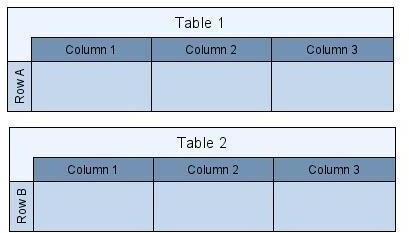 Table 1
Column 1 Column 2 Column 3
Row A
Table 2
Column 1 Column 2 Column 3
Row B